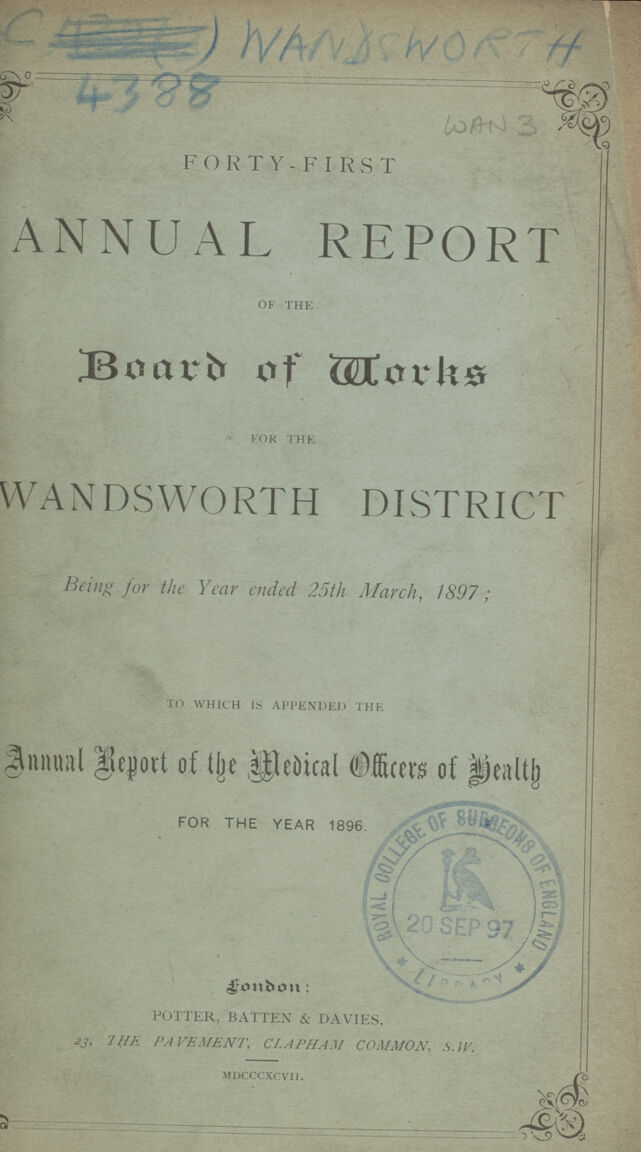 C ) WANDSWORTH
4388
WAN 3
FORTY-FIRST
ANNUAL REPORT
OF THE
Board of Works
FOR THE
WANDSWORTH DISTRICT
Being for the Year ended 25th March, 1897;
TO WHICH IS APPENDED THE
Annual Report of the Medical Officers of Health
FOR THE YEAR 1896.
ROYAL COLLEGE OF SURGEONS OF ENGLAND
20 SEP 97
LIBRARY
London:
POTTER, BATTEN & DAVIES,
23, THE PAVEMENT, CLAPHAM COMMON, S.W.
MDCCCXCVII.